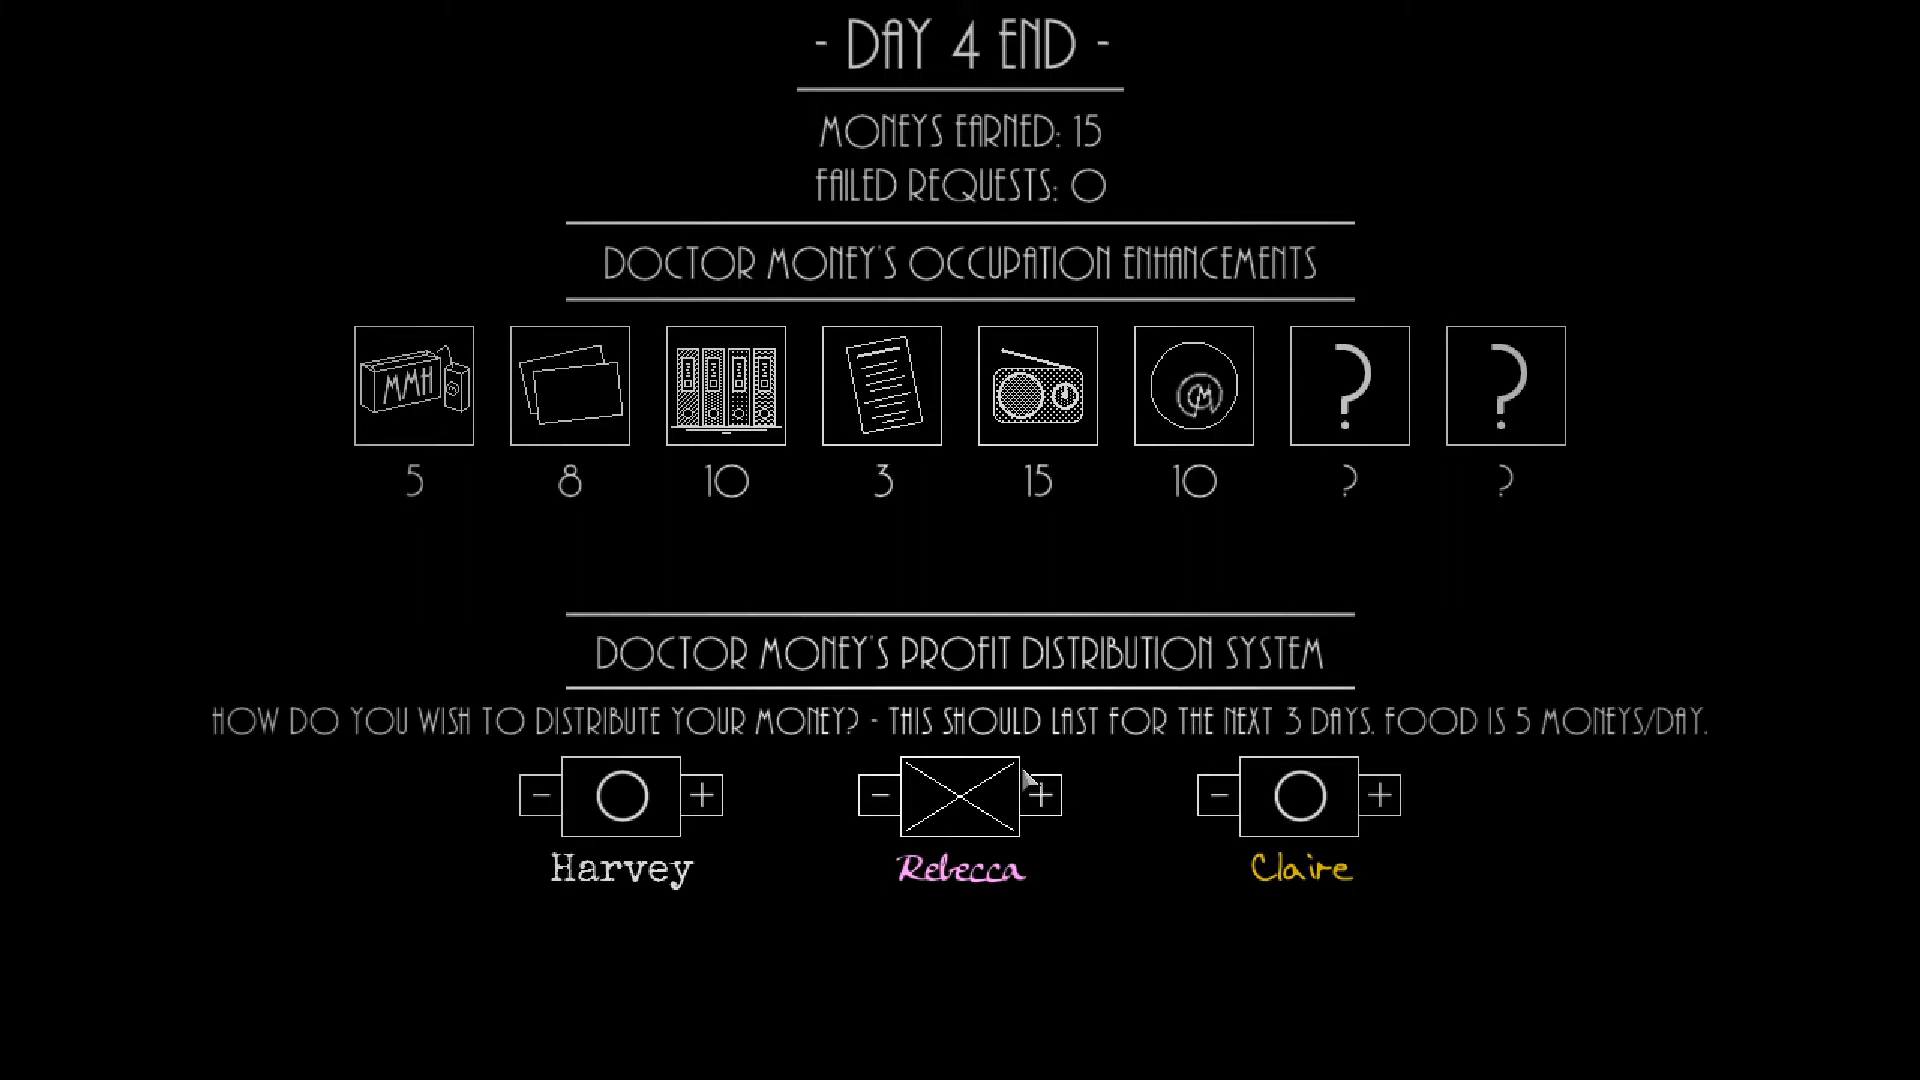 - DAY 4 END -
MONEYS EARNED: 15
FAILED REQUESTS: 0
DOCTOR MONEY'S OCCUPATION ENHANCEMENTS
MMH
M
? ?
5 8 10 3 15 10 ? ?
DOCTOR MONEY'S PROFIT DISTRIBUTION SYSTEM
HOW DO YOU WISH TO DISTRIBUTE YOUR MONEY? - THIS SHOULD LAST FOR THE NEXT 3 DAYS. FOOD IS 5 MONEYS/DAY.
- 0 + - + - 0 +
Harvey Rebecca Claire